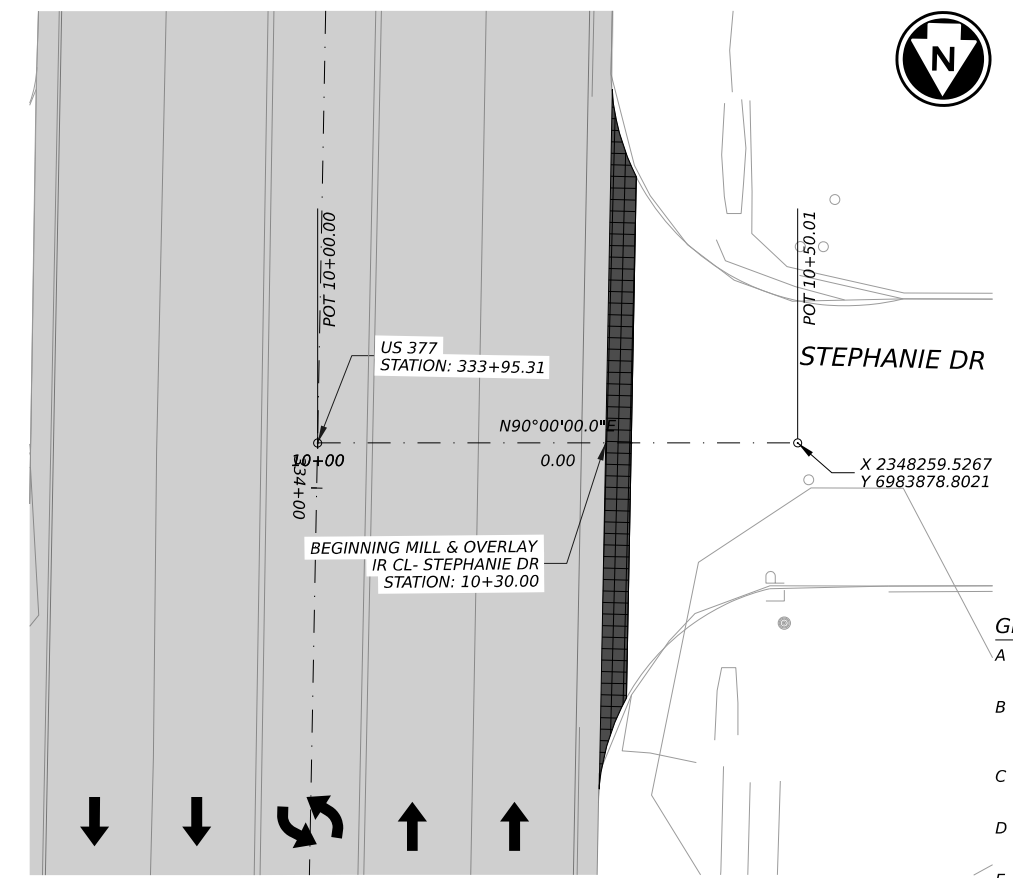 N
POT 10+00.00
POT 10+50.01
US 377
STATION: 333+95.31
STEPHANIE DR
N90°00'00.0"E
10+00
0.00
334+00
X 2348259.5267
Y 6983878.8021
BEGINNING MILL & OVERLAY
IR CL- STEPHANIE DR
STATION: 10+30.00
A
B
C
D